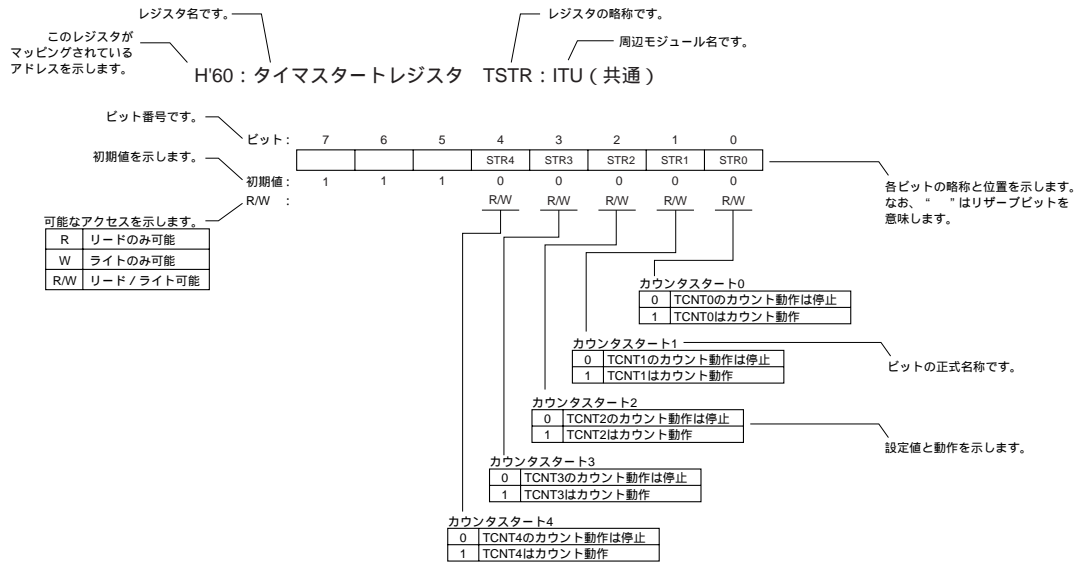 レジスタ名です。
レジスタの略称です。
このレジスタが
マッピングされている
アドレスを示します。
周辺モジュール名です。
H'60：タイマスタートレジスタ　TSTR：ITU（共通）
ビット番号です。
ビット： 7 6 5 4 3 2 1 0
STR4 STR3 STR2 STR1 STR0
初期値を示します。
初期値： 1 1 1 0 0 0 0 0
R/W ： R/W R/W R/W R/W R/W
各ビットの略称と位置を示します。
なお、“　”はリザーブビットを
意味します。
可能なアクセスを示します。
R リードのみ可能
W ライトのみ可能
R/W リード / ライト可能
カウンタスタート0
0 TCNT0のカウント動作は停止
1 TCNT0はカウント動作
カウンタスタート1
0 TCNT1のカウント動作は停止
1 TCNT1はカウント動作
ビットの正式名称です。
カウンタスタート2
0 TCNT2のカウント動作は停止
1 TCNT2はカウント動作
設定値と動作を示します。
カウンタスタート3
0 TCNT3のカウント動作は停止
1 TCNT3はカウント動作
カウンタスタート4
0 TCNT4のカウント動作は停止
1 TCNT4はカウント動作